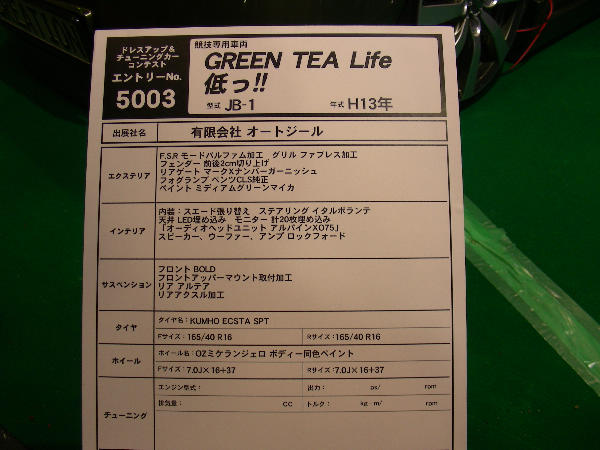 ドレスアップ&
チューニングカー
コンテスト
エントリーNo.
5003
競技専用車両
GREEN TEA Life
低っ!!
型式 JB-1 年式 H13年
出展社名 有限会社 オートジール
エクステリア
F.S.R モードパルファム加工 グリル ファブレス加工
フェンダー 前後2cm切り上げ
リアゲート マークXナンバーガーニッシュ
フォグランプ ベンツCLS純正
ペイント ミディアムグリーンマイカ
インテリア
内装:スエード張り替え ステアリング イタルボランテ
天井 LED埋め込み モニター 計20枚埋め込み
「オーディオヘッドユニット アルパインXO75」
スピーカー、ウーファー、アンプ ロックフォード
サスペンション
フロント BOLD
フロントアッパーマウント取付加工
リア アルテア
リアアクスル加工
タイヤ
タイヤ名:KUMHO ECSTA SPT
Fサイズ:165/40 R16 Rサイズ:165/40 R16
ホイール
ホイール名:OZミケランジェロ ボディー同色ペイント
Fサイズ:7.0J×16+37 Rサイズ:7.0J×16+37
チューニング
エンジン型式: 出力: ps/ rpm
排気量: CC トルク: kg-m/ rpm